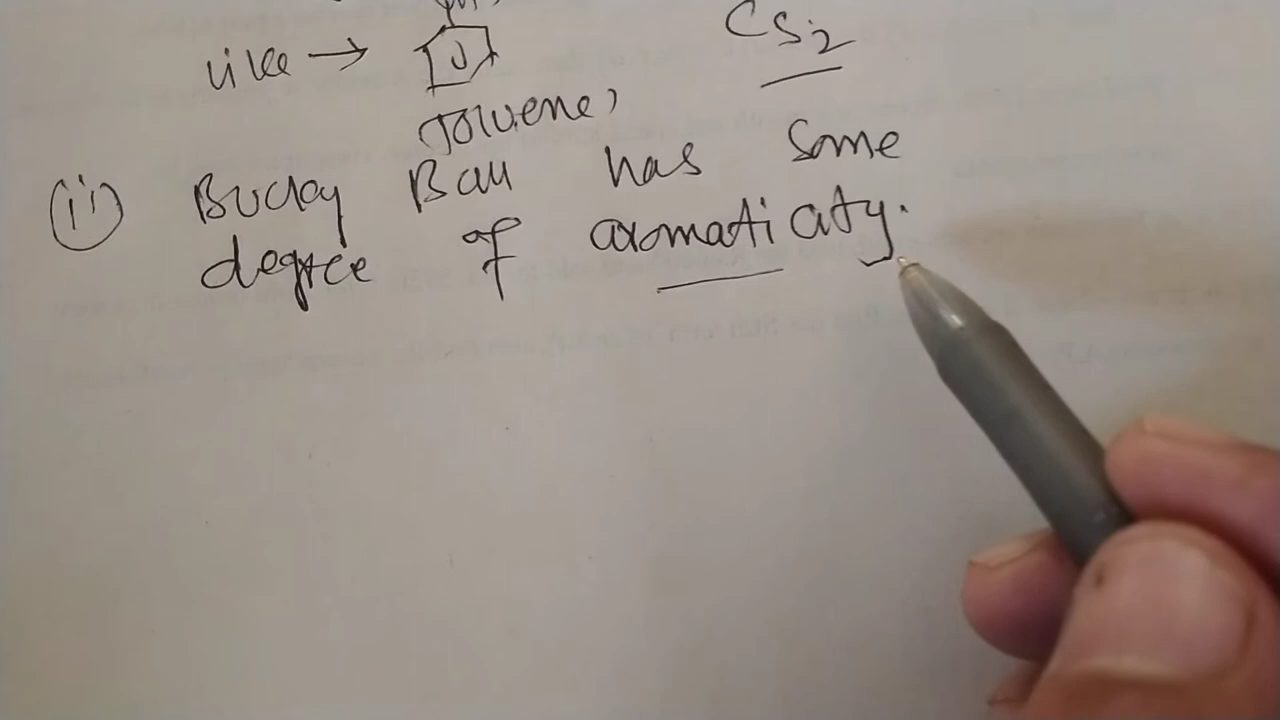 like → CS2
Toluene,
(ii) Bucky Ball has some
degree of aromaticity.